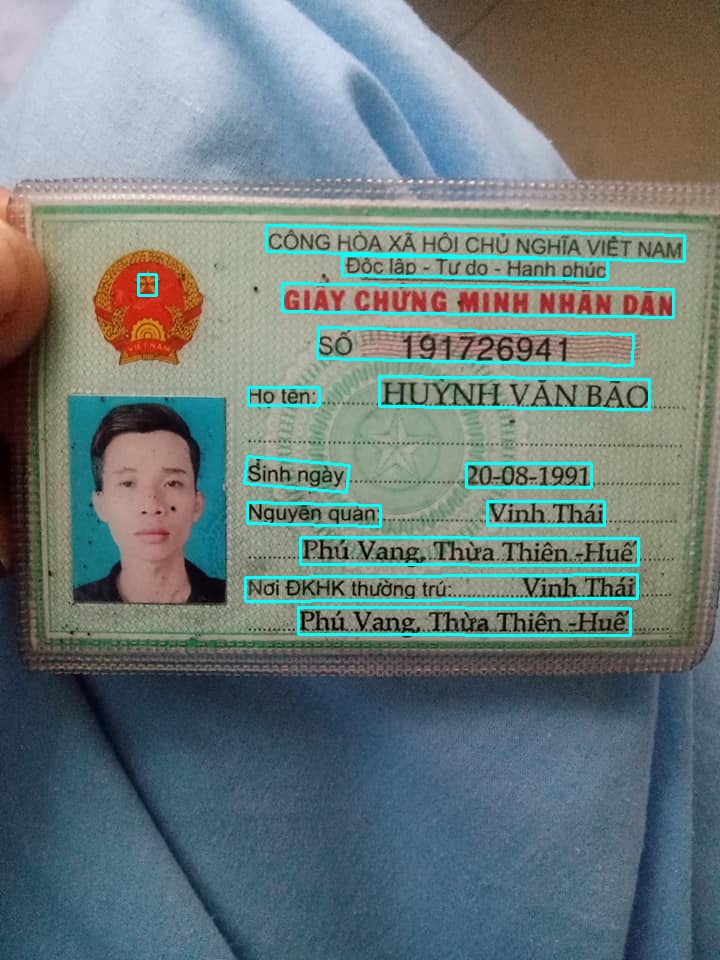 CỘNG HÒA XÃ HỘI CHỦ NGHĨA VIỆT NAM
Độc lập - Tự do - Hạnh phúc
GIẤY CHỨNG MINH NHÂN DÂN
SỐ 191726941
Họ tên: HUỲNH VĂN BẢO
Sinh ngày 20-08-1991
Nguyên quán Vinh Thái
Phú Vang, Thừa Thiên -Huế
Nơi ĐKHK thường trú: Vinh Thái
Phú Vang, Thừa Thiên -Huế
VIỆT NAM